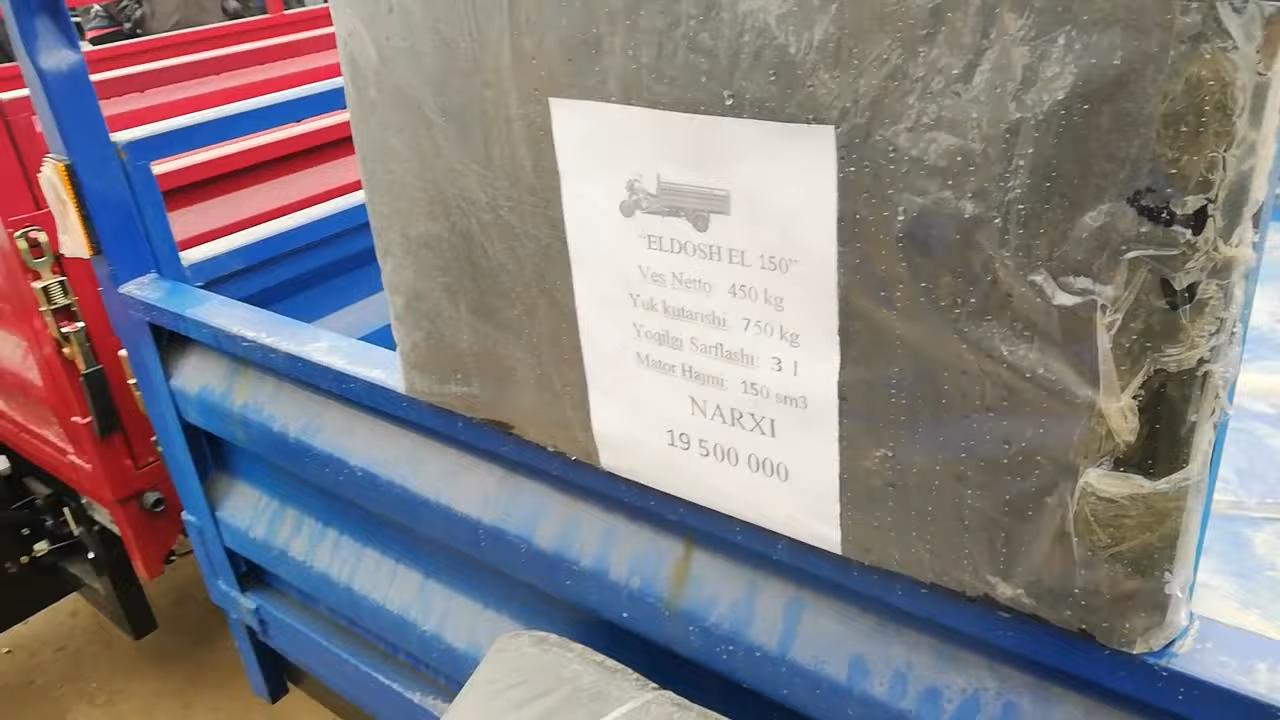 "ELDOSH EL 150"
Ves Netto: 450 kg
Yuk kutarishi: 750 kg
Yoqilgi Sarflashi: 3 l
Mator Hajmi: 150 sm3
NARXI
19 500 000